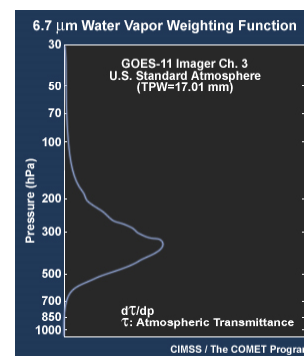 6.7 µm Water Vapor Weighting Function
30
GOES-11 Imager Ch. 3
U.S. Standard Atmosphere
(TPW=17.01 mm)
50
70
100
Pressure (hPa)
200
300
500
700
850
1000
dτ/dp
τ: Atmospheric Transmittance
CIMSS / The COMET Progra